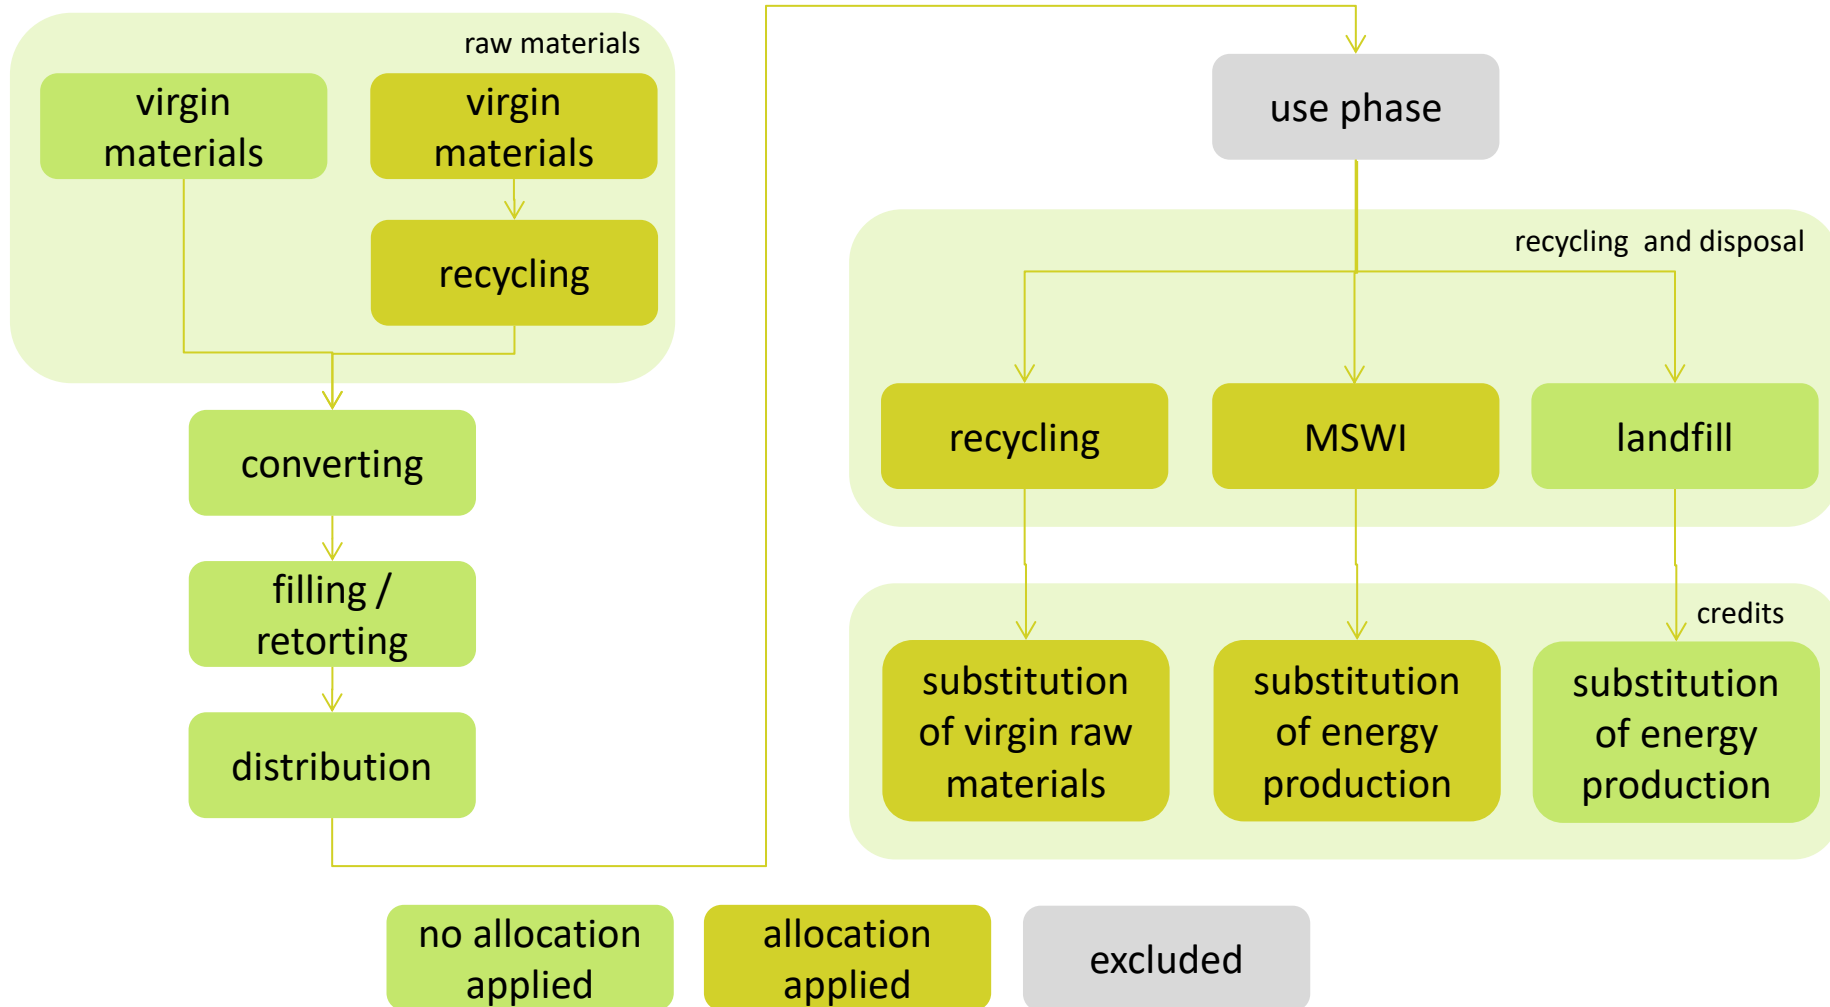 raw materials
virgin
materials
virgin
materials
recycling
converting
filling /
retorting
distribution
use phase
recycling and disposal
recycling
MSWI
landfill
credits
substitution
of virgin raw
materials
substitution
of energy
production
substitution
of energy
production
no allocation
applied
allocation
applied
excluded